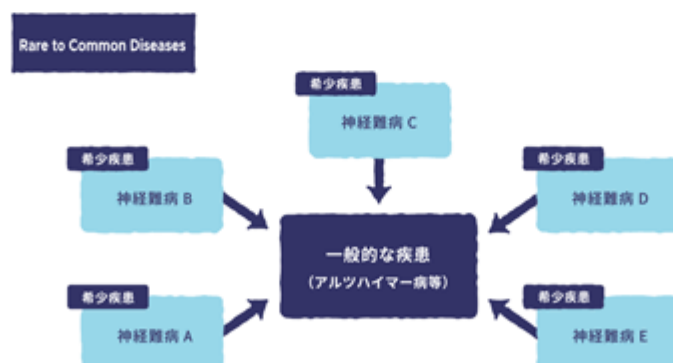 Rare to Common Diseases
希少疾患
神経難病 C
希少疾患
神経難病 B
希少疾患
神経難病 D
一般的な疾患
(アルツハイマー病等)
希少疾患
神経難病 A
希少疾患
神経難病 E